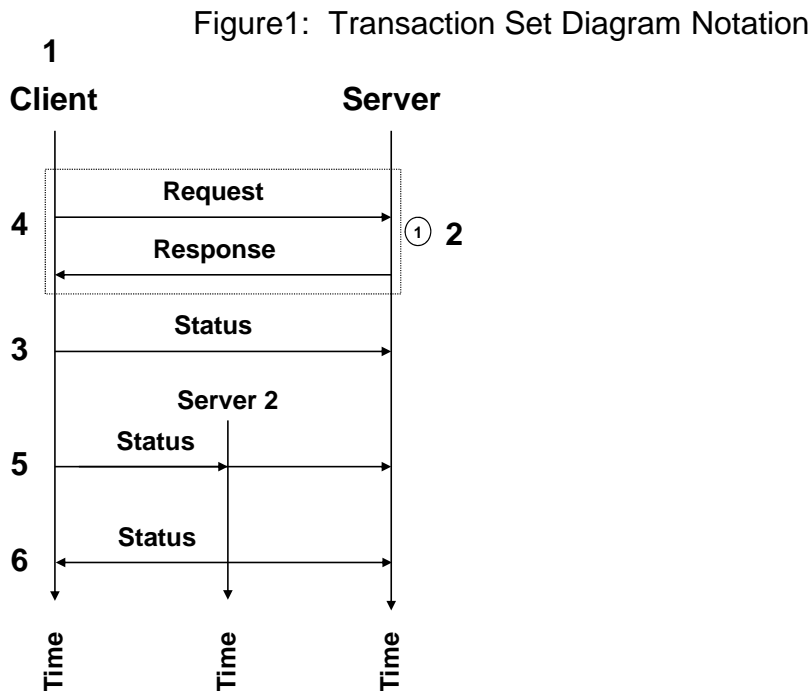 Figure1: Transaction Set Diagram Notation
1
Client Server
Request
4
1 2
Response
Status
3
Server 2
Status
5
Status
6
Time Time Time